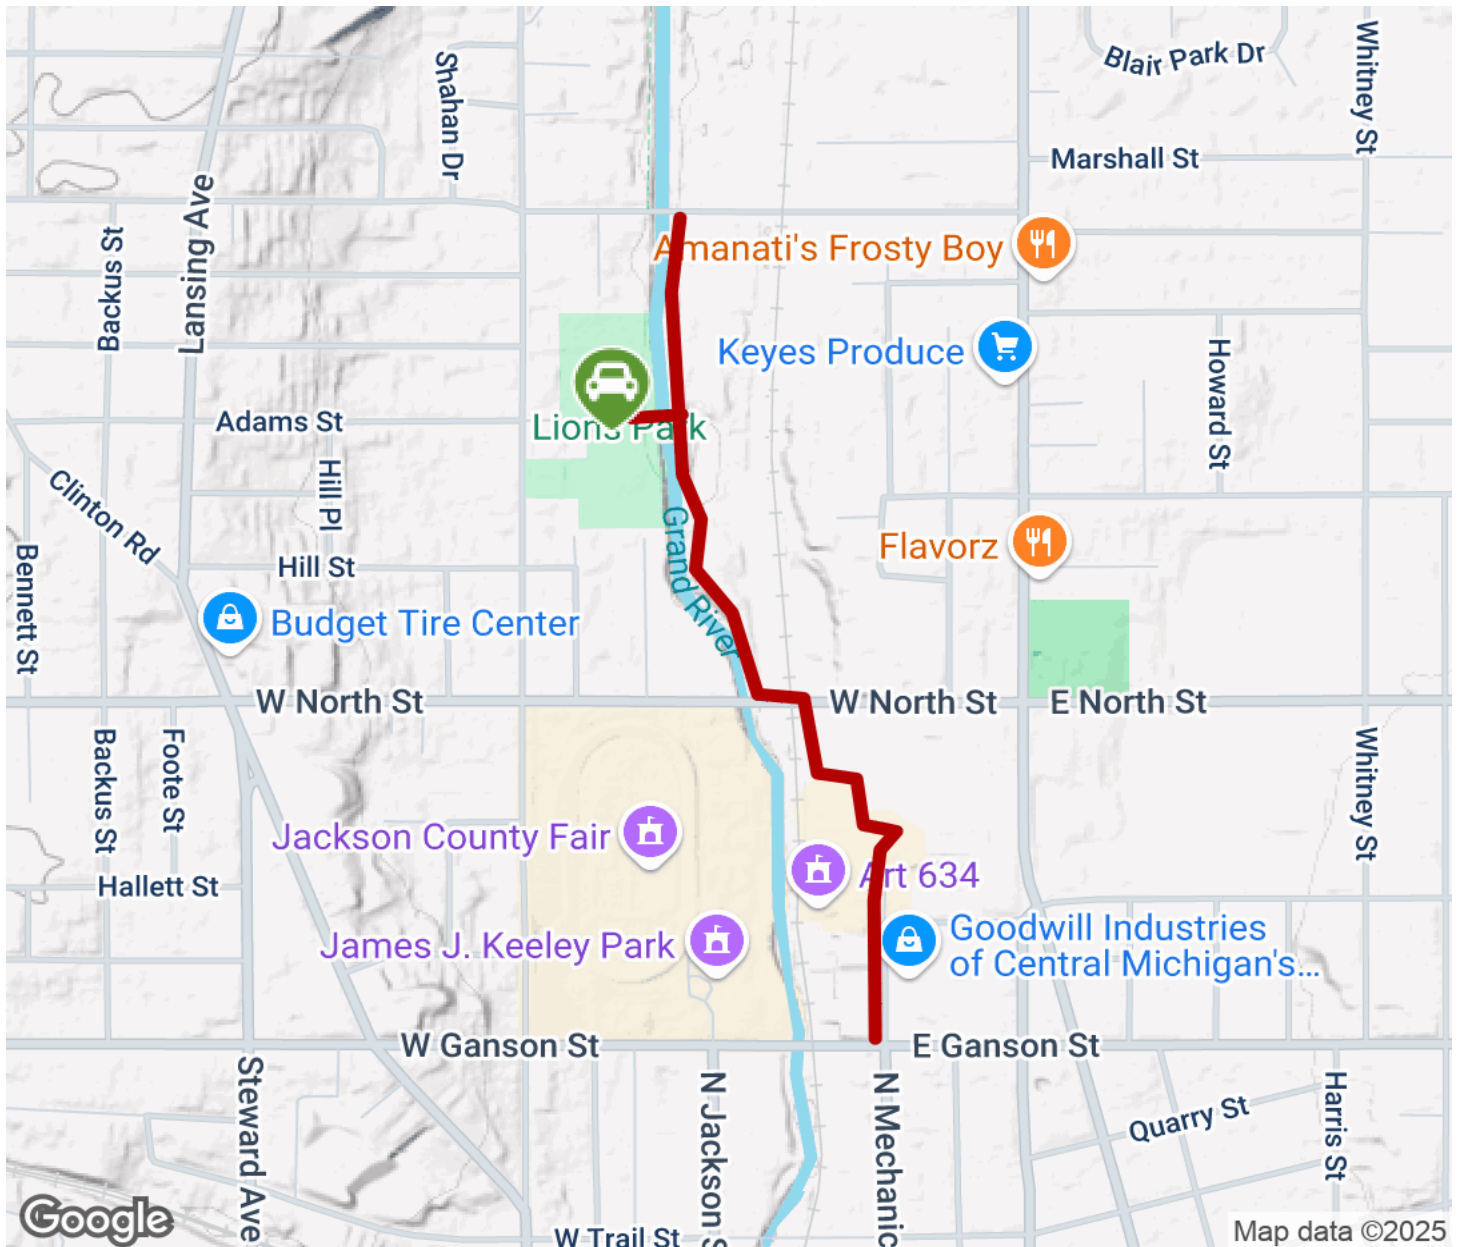 Blair Park Dr
Whitney St
Shahan Dr
Marshall St
Lansing Ave
Backus St
Amanati's Frosty Boy
Keyes Produce
Howard St
Adams St
Lions Park
Hill Pl
Clinton Rd
Grand River
Flavorz
Bennett St
Hill St
Budget Tire Center
W North St
W North St
E North St
Backus St
Foote St
Whitney St
Jackson County Fair
Art 634
Hallett St
James J. Keeley Park
Goodwill Industries
of Central Michigan's...
W Ganson St
E Ganson St
Steward Ave
N Jackson S
N Mechanic
Quarry St
Harris St
W Trail St
Google
Map data ©2025